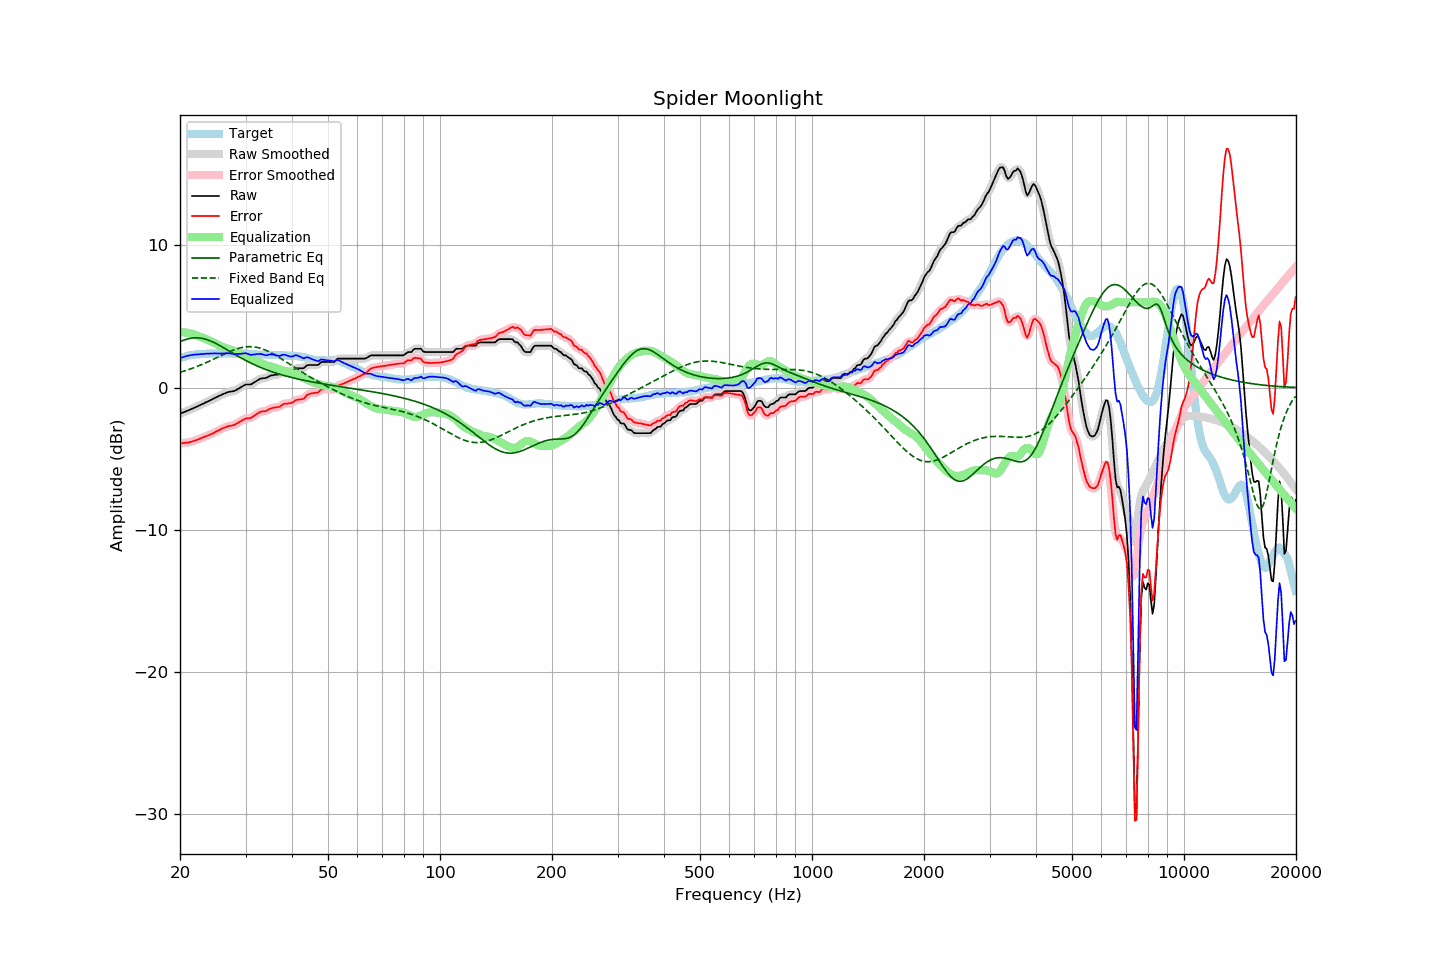 Spider Moonlight
Target
Raw Smoothed
Error Smoothed
Raw
Error
Equalization
Parametric Eq
Fixed Band Eq
Equalized
Amplitude (dBr)
10
0
−10
−20
−30
20 50 100 200 500 1000 2000 5000 10000 20000
Frequency (Hz)